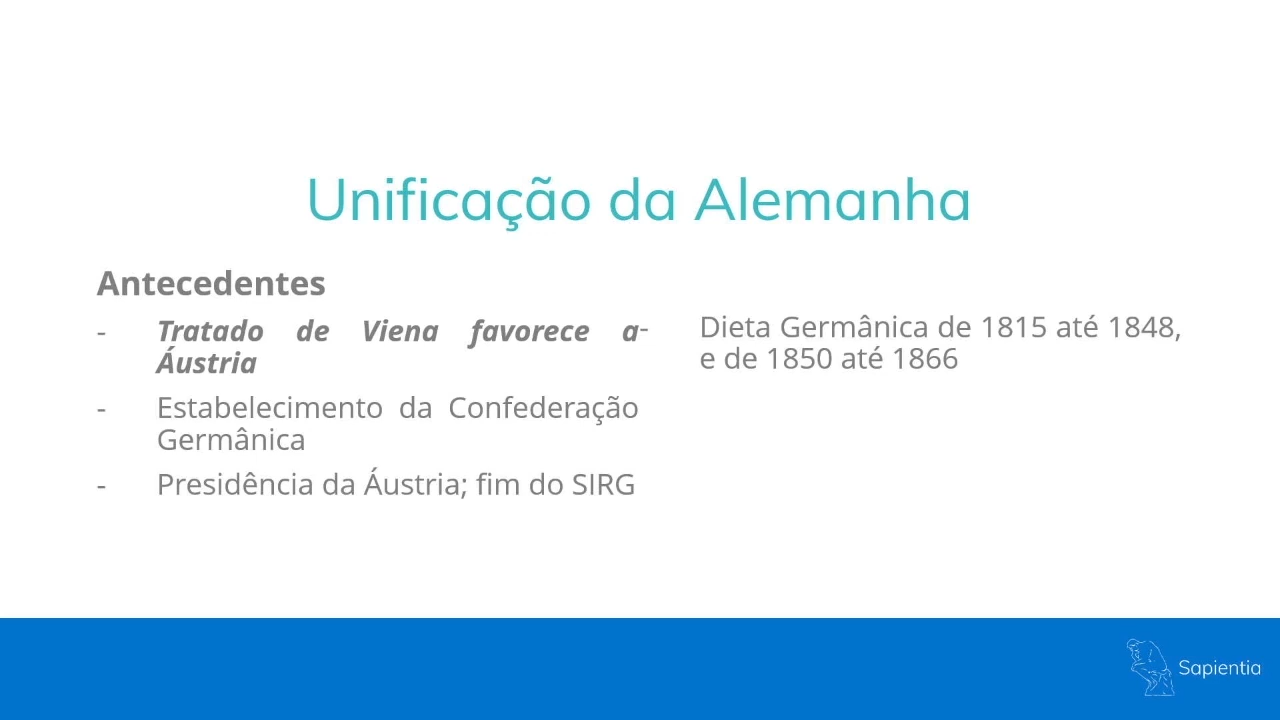 Unificação da Alemanha
Antecedentes
- Tratado de Viena favorece a
Áustria
- Estabelecimento da Confederação
Germânica
- Presidência da Áustria; fim do SIRG
- Dieta Germânica de 1815 até 1848,
e de 1850 até 1866
Sapientia